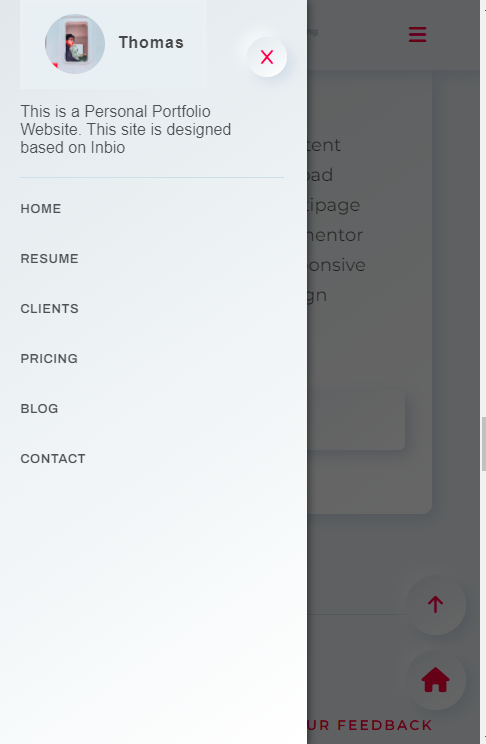 Thomas
This is a Personal Portfolio
Website. This site is designed
based on Inbio
HOME
RESUME
CLIENTS
PRICING
BLOG
CONTACT
UR FEEDBACK